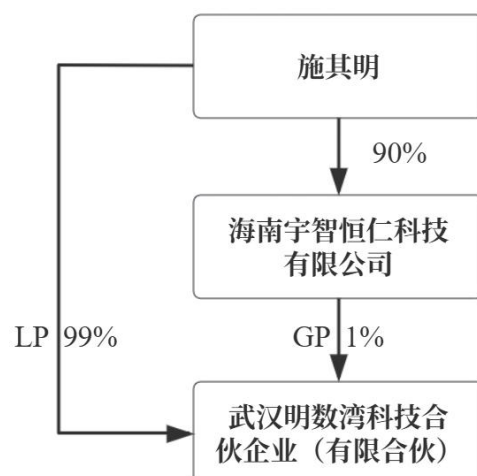 施其明
90%
海南宇智恒仁科技
有限公司
LP 99%
GP 1%
武汉明数湾科技合
伙企业（有限合伙）